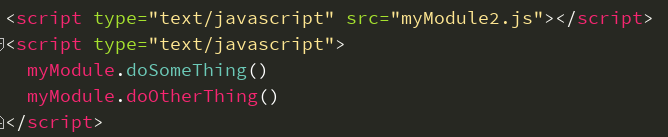 <script type="text/javascript" src="myModule2.js"></script>
<script type="text/javascript">
myModule.doSomeThing()
myModule.doOtherThing()
</script>